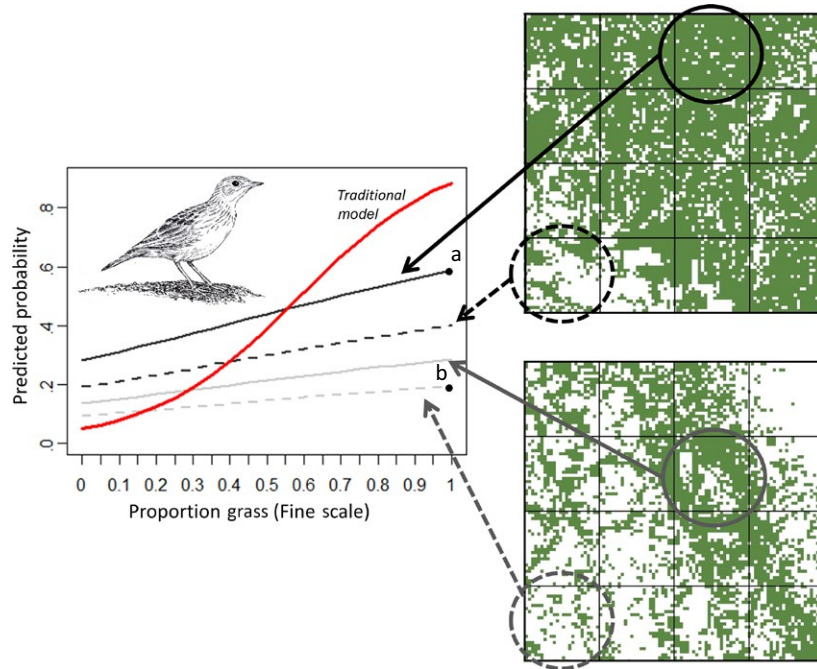 Traditional
model
a
b
Predicted probability
.8
.6
.4
.2
.0
0 0.1 0.2 0.3 0.4 0.5 0.6 0.7 0.8 0.9 1
Proportion grass (Fine scale)